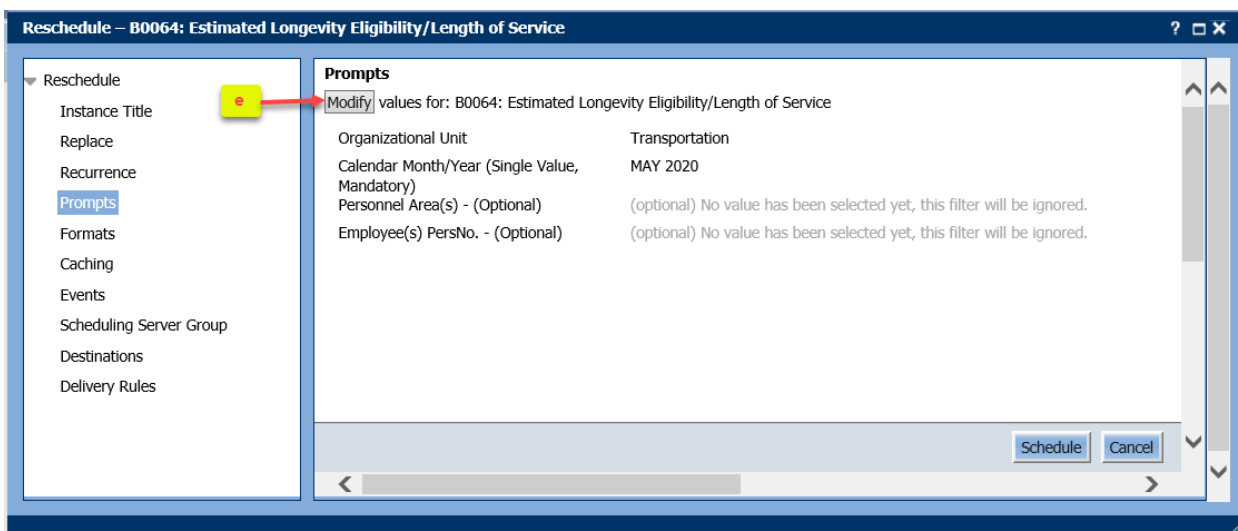 Reschedule – B0064: Estimated Longevity Eligibility/Length of Service
?
Reschedule
Instance Title
Replace
Recurrence
Prompts
Formats
Caching
Events
Scheduling Server Group
Destinations
Delivery Rules
e
Prompts
Modify values for: B0064: Estimated Longevity Eligibility/Length of Service
Organizational Unit Transportation
Calendar Month/Year (Single Value, MAY 2020
Mandatory)
Personnel Area(s) - (Optional) (optional) No value has been selected yet, this filter will be ignored.
Employee(s) PersNo. - (Optional) (optional) No value has been selected yet, this filter will be ignored.
Schedule Cancel